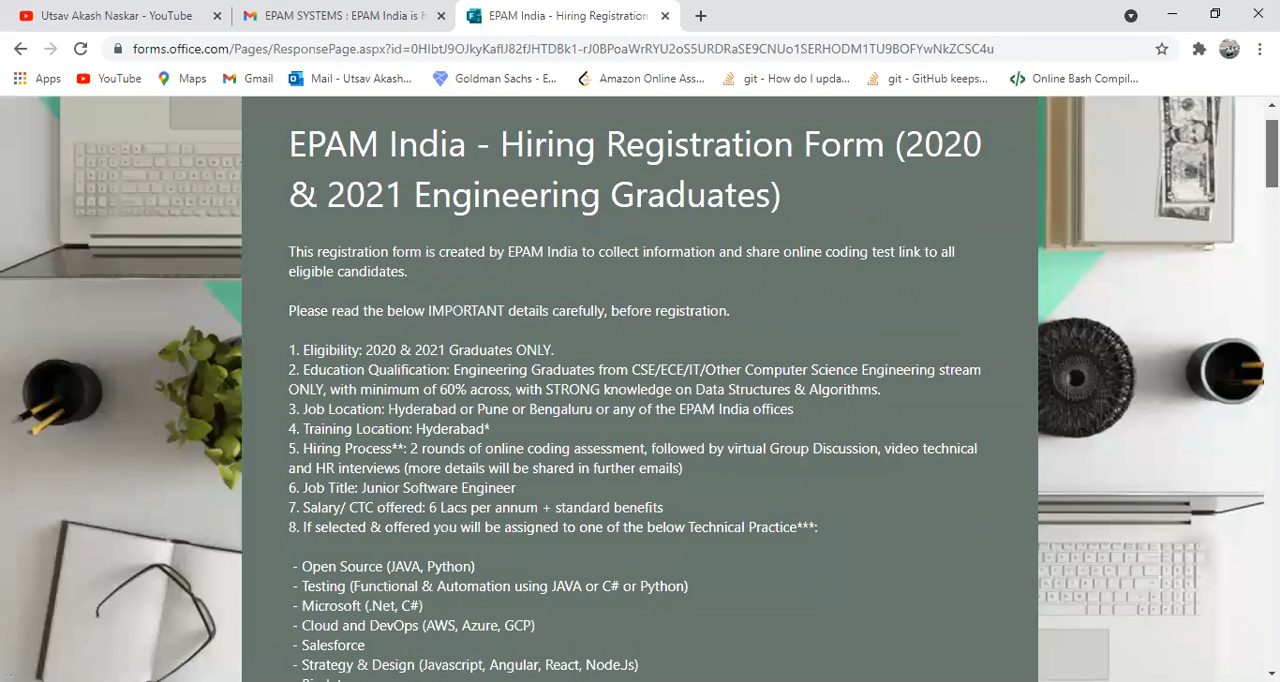 Utsav Akash Naskar - YouTube
EPAM SYSTEMS : EPAM India is h
EPAM India - Hiring Registration
forms.office.com/Pages/ResponsePage.aspx?id=0HIbtJ9OJkyKaflJ82fJHTDBk1-rJ0BPoaWrRYU2oS5URDRaSE9CNUo1SERHODM1TU9BOFYwNkZCSC4u
Apps
YouTube
Maps
Gmail
Mail - Utsav Akash...
Goldman Sachs - E...
Amazon Online Ass...
git - How do I upda...
git - GitHub keeps...
Online Bash Compil...
EPAM India - Hiring Registration Form (2020
& 2021 Engineering Graduates)
This registration form is created by EPAM India to collect information and share online coding test link to all
eligible candidates.
Please read the below IMPORTANT details carefully, before registration.
1. Eligibility: 2020 & 2021 Graduates ONLY.
2. Education Qualification: Engineering Graduates from CSE/ECE/IT/Other Computer Science Engineering stream
ONLY, with minimum of 60% across, with STRONG knowledge on Data Structures & Algorithms.
3. Job Location: Hyderabad or Pune or Bengaluru or any of the EPAM India offices
4. Training Location: Hyderabad*
5. Hiring Process**: 2 rounds of online coding assessment, followed by virtual Group Discussion, video technical
and HR interviews (more details will be shared in further emails)
6. Job Title: Junior Software Engineer
7. Salary/ CTC offered: 6 Lacs per annum + standard benefits
8. If selected & offered you will be assigned to one of the below Technical Practice***:
- Open Source (JAVA, Python)
- Testing (Functional & Automation using JAVA or C# or Python)
- Microsoft (.Net, C#)
- Cloud and DevOps (AWS, Azure, GCP)
- Salesforce
- Strategy & Design (Javascript, Angular, React, NodeJs)